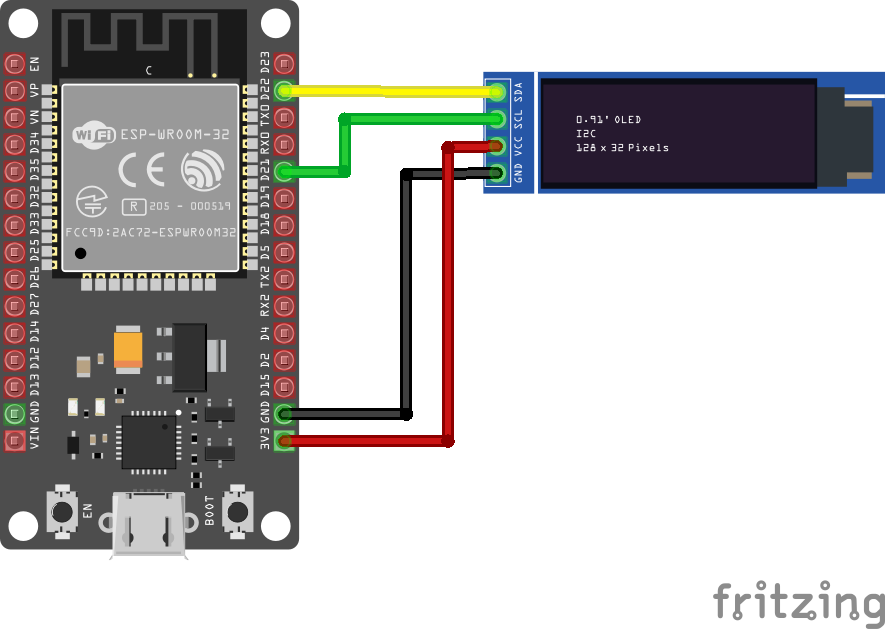 EN
VP
VN
D34
D35
D32
D33
D25
D26
D27
D14
D12
D13
GND
VIN
C
Wi Fi
ESP-WROOM-32
CE
R 205 - 000519
FCC9D:2AC72-ESPWROOM32
D23
D22
TX0
RX0
D21
D19
D18
D5
TX2
RX2
D4
D2
D15
GND
3V3
EN
BOOT
SDA
SCL
VCC
GND
0.91' OLED
I2C
128 x 32 Pixels
fritzing